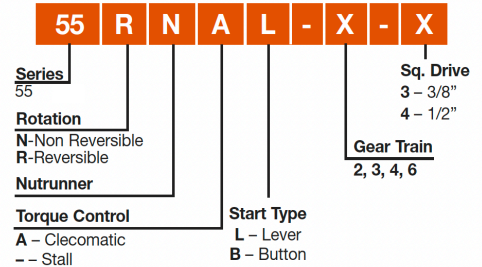 55 R N A L - X - X
Series
55
Rotation
N-Non Reversible
R-Reversible
Nutrunner
Torque Control
A – Clecomatic
– – Stall
Start Type
L – Lever
B – Button
Gear Train
2, 3, 4, 6
Sq. Drive
3 – 3/8”
4 – 1/2”